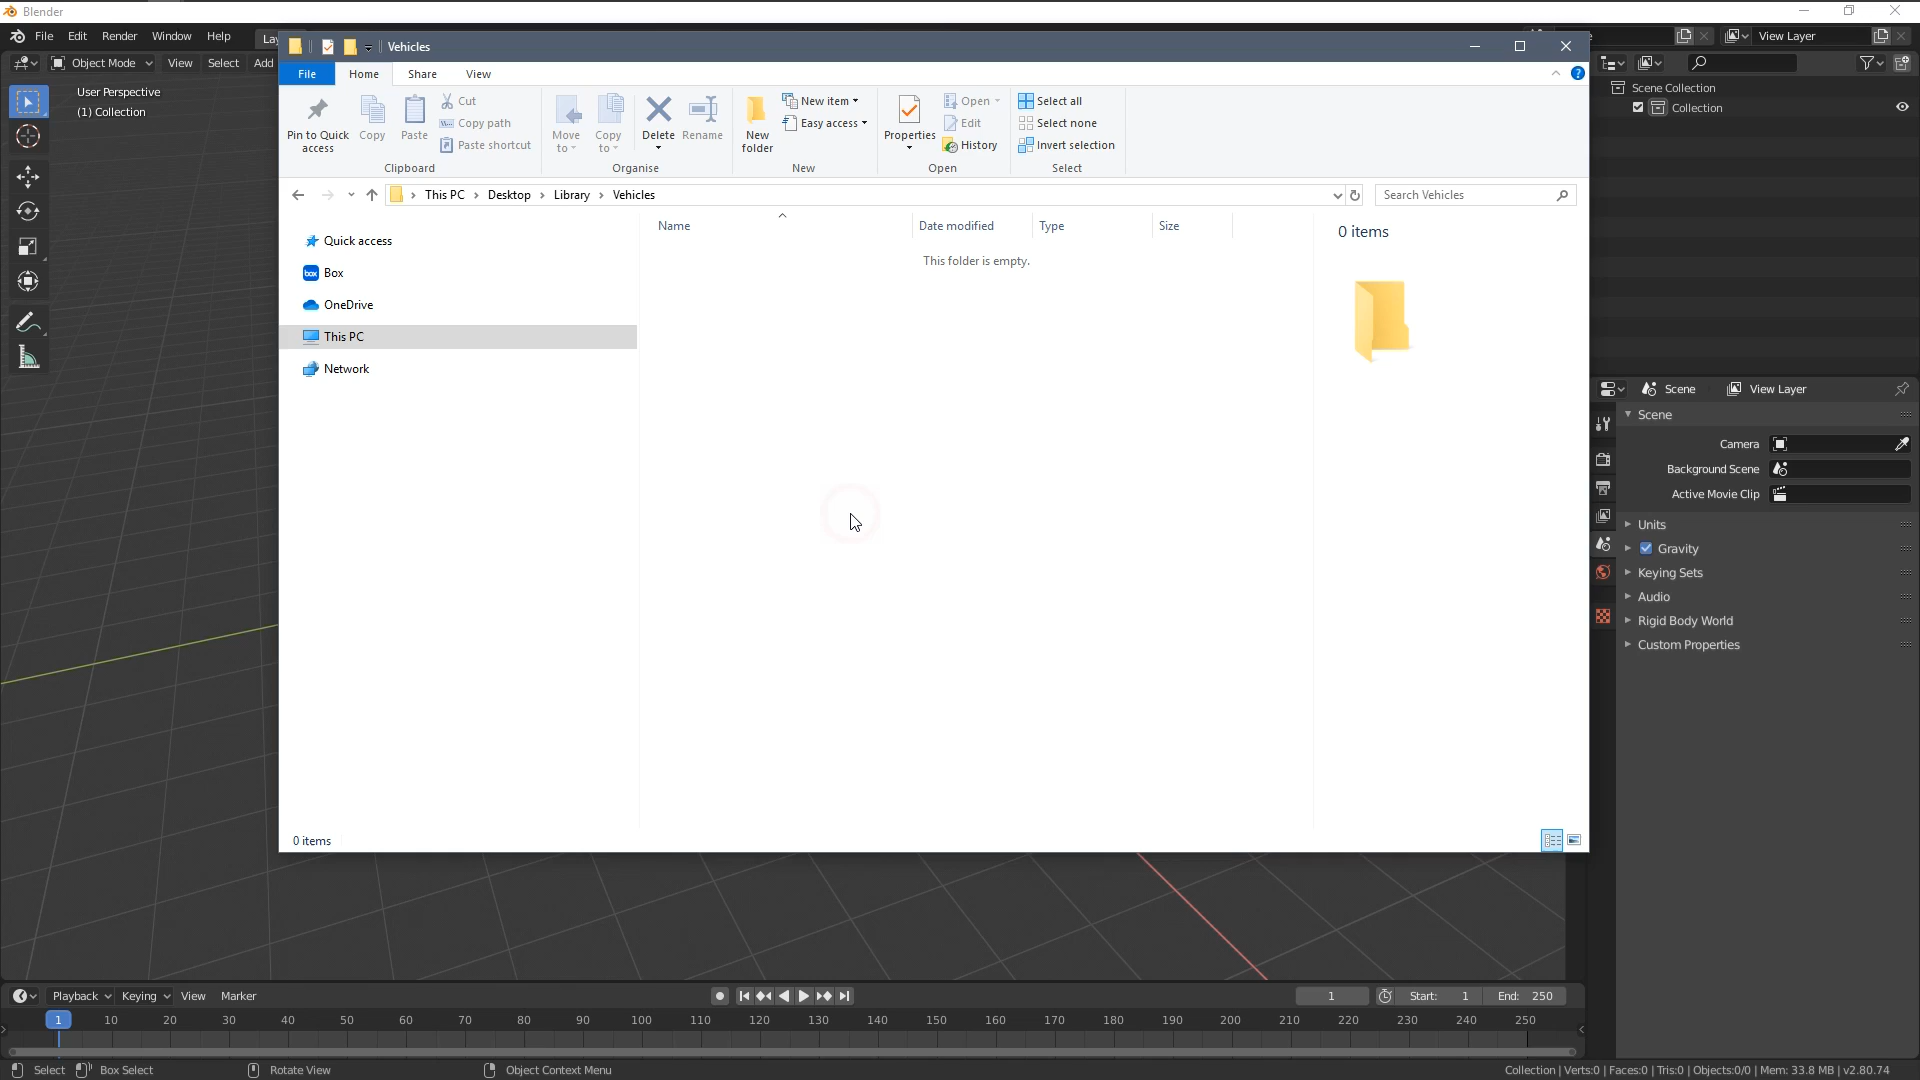 Blender
File Edit Render Window Help
Vehicles
View Layer
Object Mode View Select Add
File Home Share View
User Perspective
(1) Collection
Scene Collection
Collection
Pin to Quick access
Copy
Paste
Cut
Copy path
Paste shortcut
Clipboard
Move to
Copy to
Delete
Rename
Organise
New folder
New item
Easy access
New
Properties
Open
Edit
History
Open
Select all
Select none
Invert selection
Select
This PC Desktop Library Vehicles
Search Vehicles
Name Date modified Type Size
This folder is empty.
0 items
Quick access
Box
OneDrive
This PC
Network
0 items
Scene View Layer
Scene
Camera
Background Scene
Active Movie Clip
Units
Gravity
Keying Sets
Audio
Rigid Body World
Custom Properties
Playback Keying View Marker
1 Start: 1 End: 250
1 10 20 30 40 50 60 70 80 90 100 110 120 130 140 150 160 170 180 190 200 210 220 230 240 250
Select Box Select Rotate View Object Context Menu
Collection | Verts:0 | Faces:0 | Tris:0 | Objects:0/0 | Mem: 33.8 MB | v2.80.74